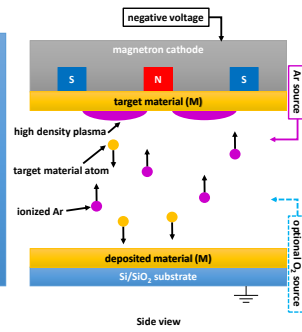 negative voltage
magnetron cathode
S
N
S
target material (M)
high density plasma
target material atom
ionized Ar
Ar source
optional O2 source
deposited material (M)
Si/SiO2 substrate
Side view